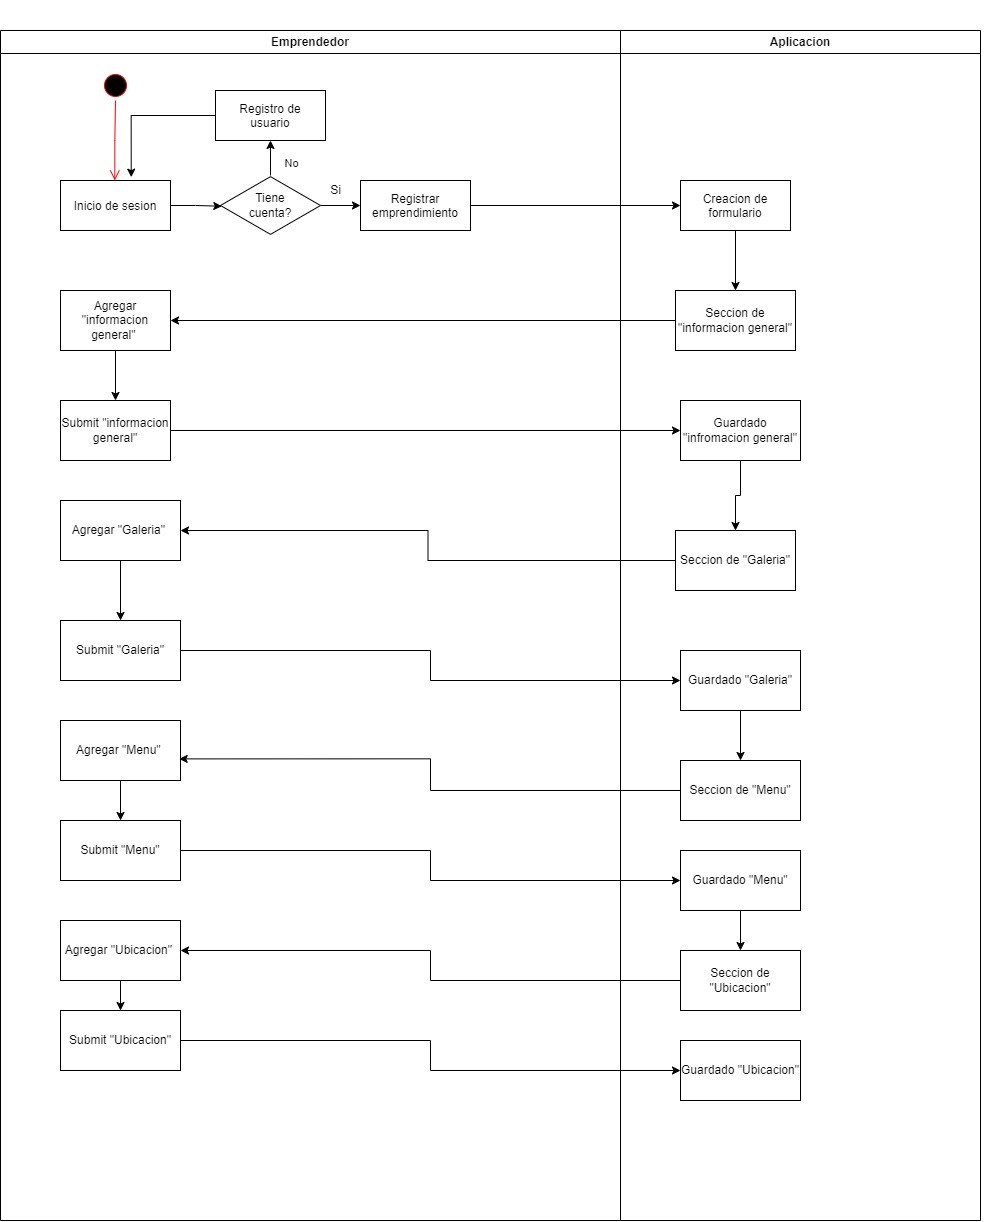 Emprendedor
Aplicacion
Registro de
usuario
No
Si
Inicio de sesion
Tiene
cuenta?
Registrar
emprendimiento
Creacion de
formulario
Agregar
"informacion
general"
Seccion de
"informacion general"
Submit "informacion
general"
Guardado
"infromacion general"
Agregar "Galeria"
Seccion de "Galeria"
Submit "Galeria"
Guardado "Galeria"
Agregar "Menu"
Seccion de "Menu"
Submit "Menu"
Guardado "Menu"
Agregar "Ubicacion"
Seccion de
"Ubicacion"
Submit "Ubicacion"
Guardado "Ubicacion"